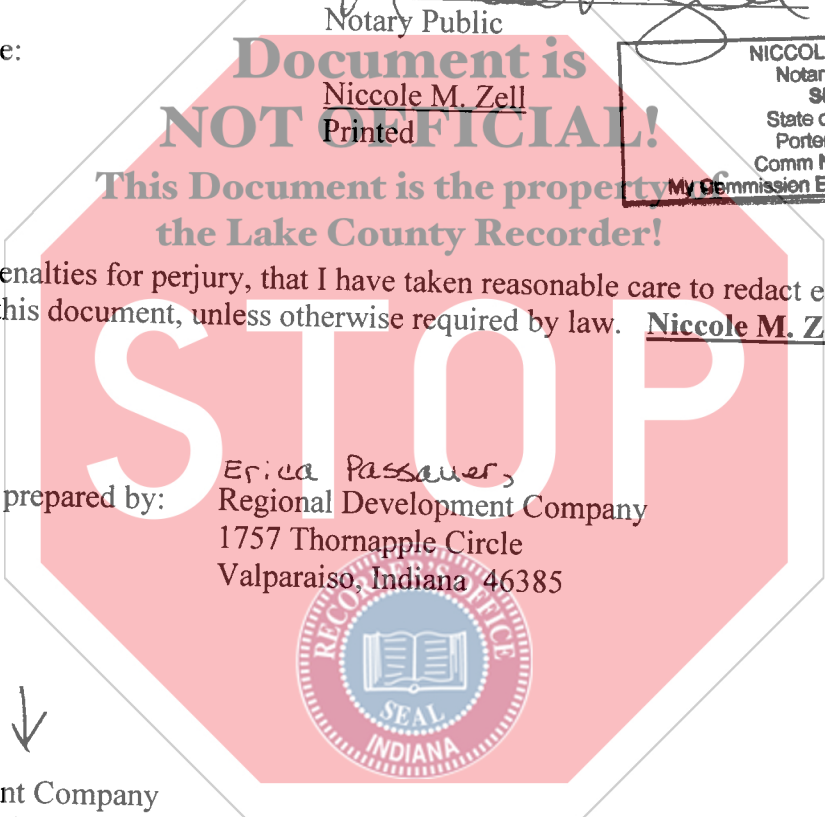 Notary Public
e:
Document is
NICCOL
Notar
Niccole M. Zell
NOT OFFICIAL!
Printed
State o
Porte
Comm N
This Document is the property of
My Commission E
the Lake County Recorder!
enalties for perjury, that I have taken reasonable care to redact e
this document, unless otherwise required by law. Niccole M. Z
STOP
Erica Passauer,
prepared by: Regional Development Company
1757 Thornapple Circle
Valparaiso, Indiana 46385
RECORDER'S OFFICE
SEAL
INDIANA
nt Company